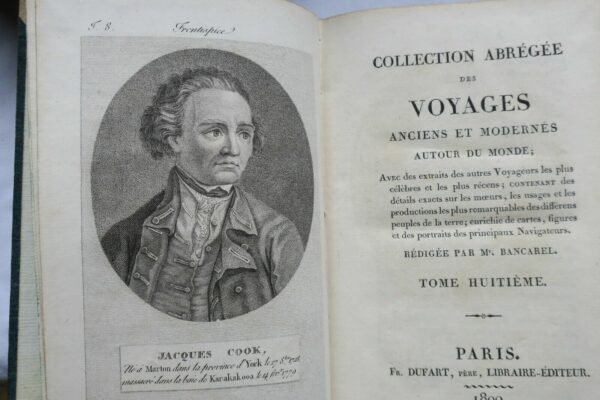 T. 8.
Frontispice
JACQUES COOK,
Né à Marton dans la province d'York le 27 8bre 1728
massacré dans la baie de Karakakooa le 14 fevr. 1779
COLLECTION ABRÉGÉE
DES
VOYAGES
ANCIENS ET MODERNES
AUTOUR DU MONDE;
Avec des extraits des autres Voyageurs les plus
célèbres et les plus récens; contenant des
détails exacts sur les mœurs, les usages et les
productions les plus remarquables des différens
peuples de la terre; enrichie de cartes, figures
et des portraits des principaux Navigateurs.
RÉDIGÉE PAR Mr. BANCAREL.
TOME HUITIÈME.
PARIS.
Fr. DUFART, PÈRE, LIBRAIRE-ÉDITEUR.